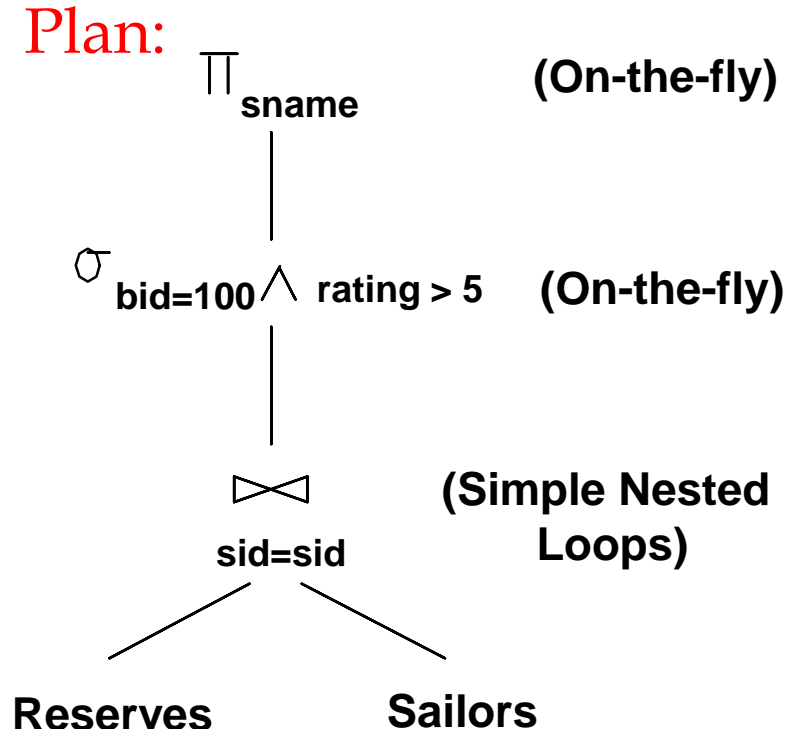 Plan:
π sname (On-the-fly)
σ bid=100 ∧ rating > 5 (On-the-fly)
⋈ sid=sid (Simple Nested
Loops)
Reserves Sailors